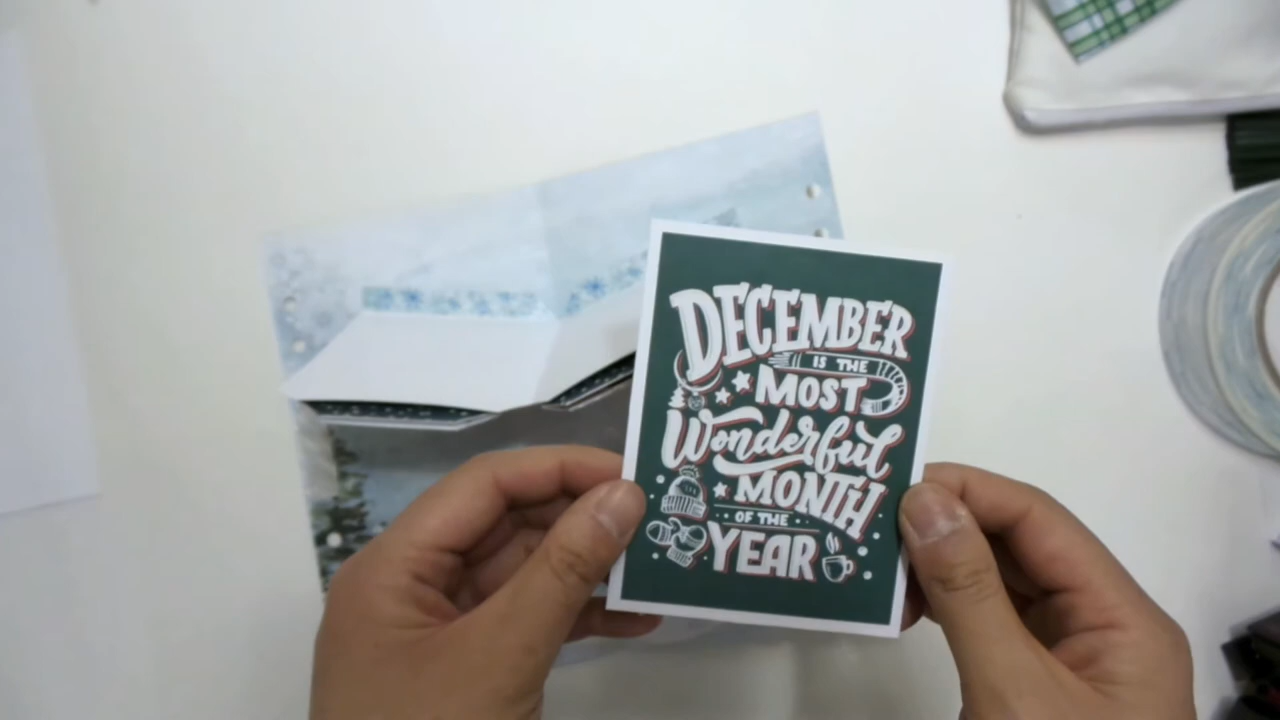 DECEMBER
IS THE
MOST
Wonderful
MONTH
OF THE
YEAR